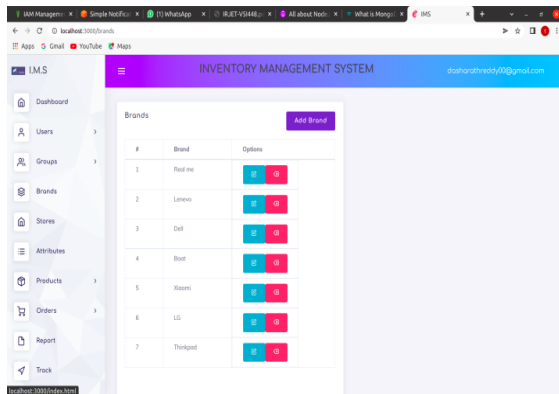 IAM Managemen
Simple Notific
(1) WhatsApp
IRJET-V5I448.p
All about Node
What is Mongo
IMS
localhost:3000/brands
Apps
Gmail
YouTube
Maps
I.M.S
INVENTORY MANAGEMENT SYSTEM
dasharathreddy00@gmail.com
Dashboard
Users
Groups
Brands
Stores
Attributes
Products
Orders
Report
Track
Brands
Add Brand
# Brand Options
1 Real me
2 Lenevo
3 Dell
4 Boat
5 Xiaomi
6 LG
7 Thinkpad
localhost:3000/index.html